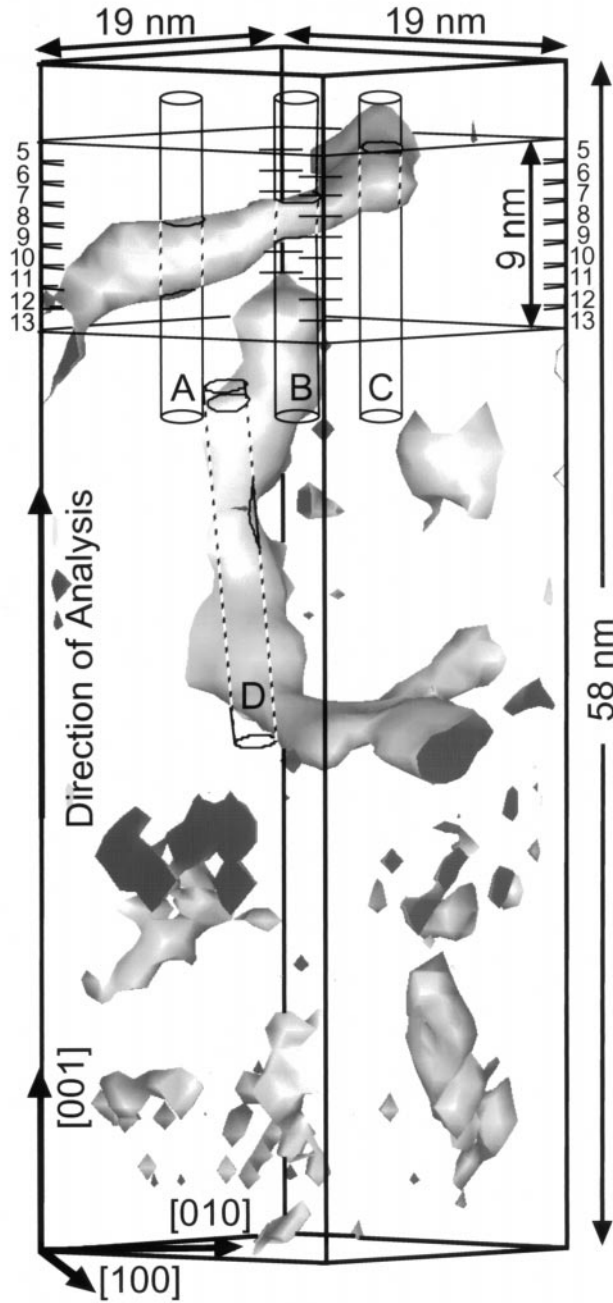 19 nm 19 nm
5 5
6 6
7 7
8 8
9 9
10 10
11 11
12 12
13 13
9 nm
A B C
Direction of Analysis
D
58 nm
[001]
[010]
[100]